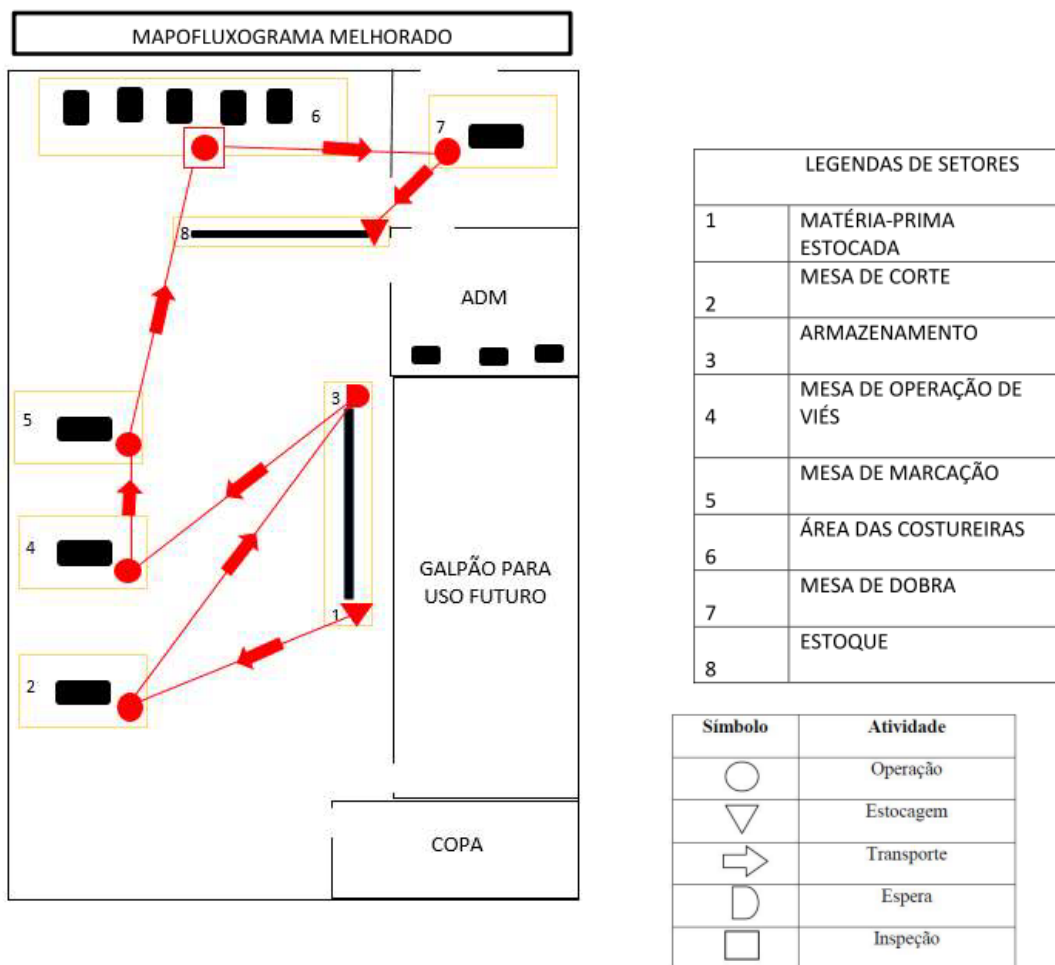 MAPOFLUXOGRAMA MELHORADO
6
7
8
ADM
3
5
4
GALPÃO PARA
USO FUTURO
1
2
COPA
LEGENDAS DE SETORES
1 MATÉRIA-PRIMA
ESTOCADA
2 MESA DE CORTE
3 ARMAZENAMENTO
4 MESA DE OPERAÇÃO DE
VIÉS
5 MESA DE MARCAÇÃO
6 ÁREA DAS COSTUREIRAS
7 MESA DE DOBRA
8 ESTOQUE
Símbolo Atividade
Operação
Estocagem
Transporte
Espera
Inspeção